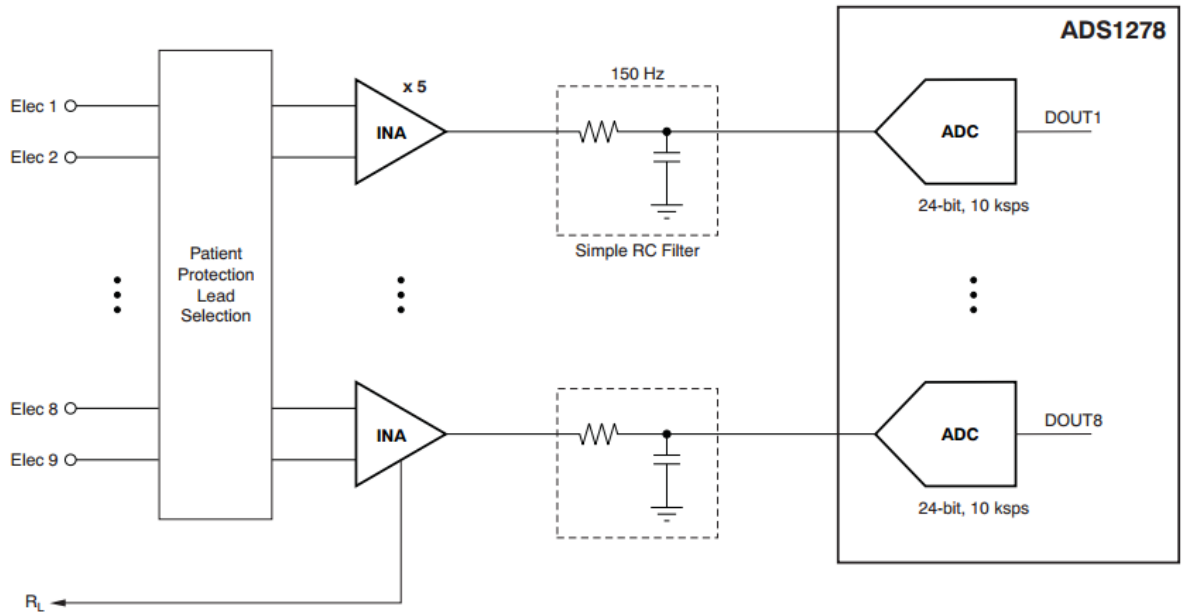 ADS1278
150 Hz
x 5
Elec 1
INA
ADC
DOUT1
Elec 2
24-bit, 10 ksps
Simple RC Filter
Patient
Protection
Lead
Selection
Elec 8
INA
ADC
DOUT8
Elec 9
24-bit, 10 ksps
RL